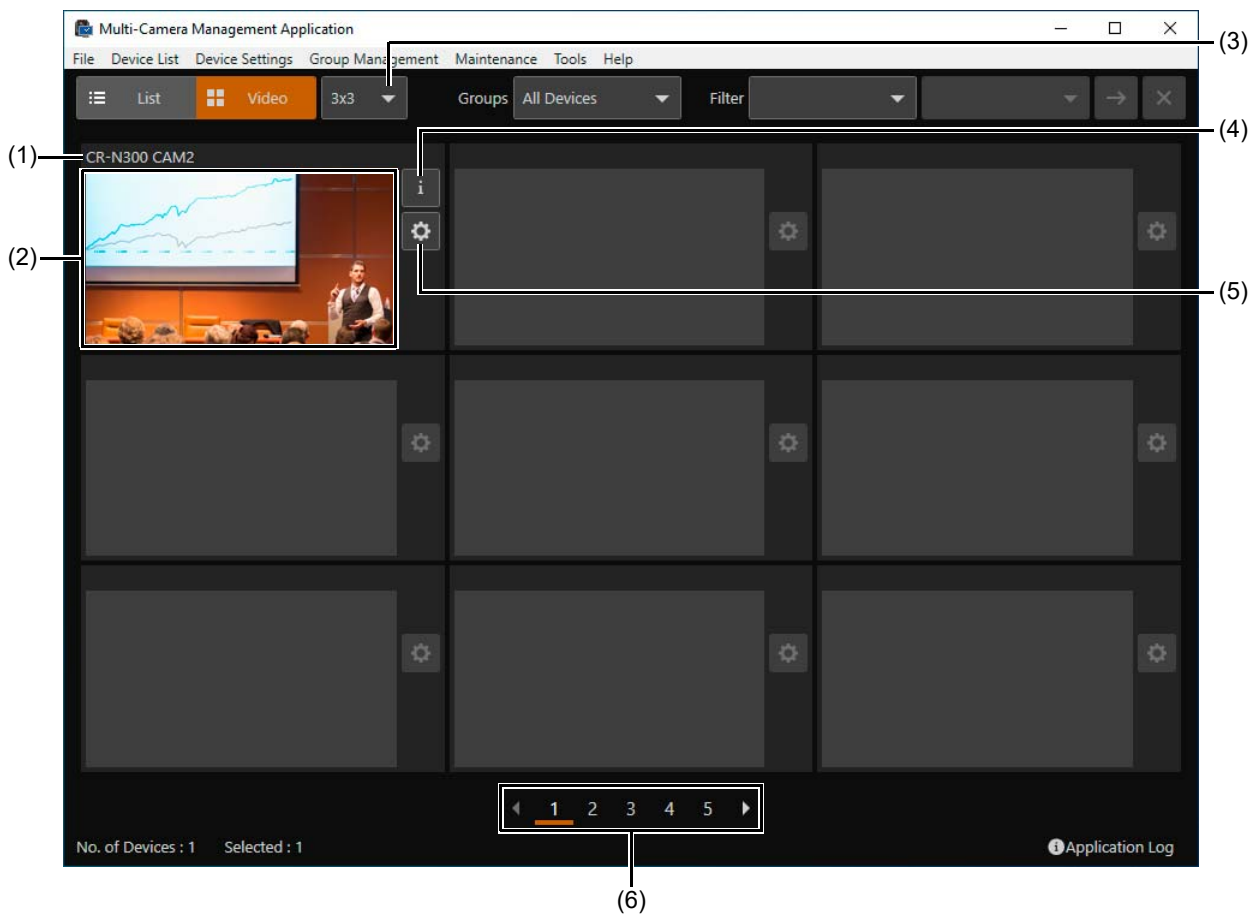 Multi-Camera Management Application
File Device List Device Settings Group Management Maintenance Tools Help
(3)
List Video 3x3 Groups All Devices Filter
(4)
(1)
CR-N300 CAM2
i
(2)
(5)
1 2 3 4 5
No. of Devices : 1 Selected : 1
Application Log
(6)